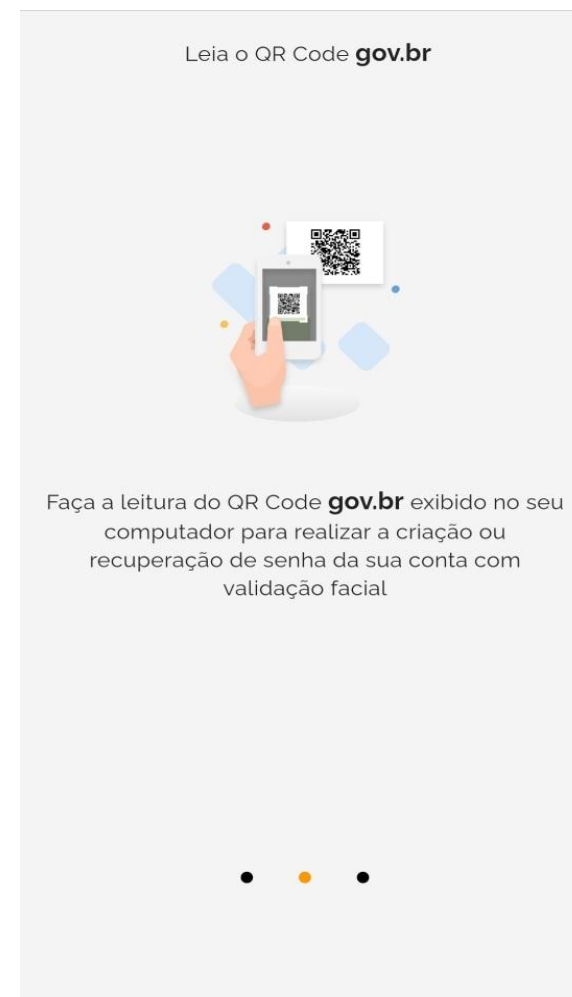 Leia o QR Code gov.br
Faça a leitura do QR Code gov.br exibido no seu
computador para realizar a criação ou
recuperação de senha da sua conta com
validação facial